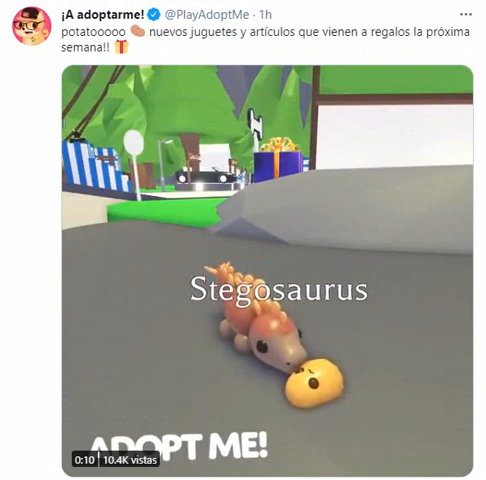 ¡A adoptarme! @PlayAdoptMe · 1h
potatooooo 🥔 nuevos juguetes y artículos que vienen a regalos la próxima
semana!! 🎁
Stegosaurus
ADOPT ME!
0:10 10.4K vistas